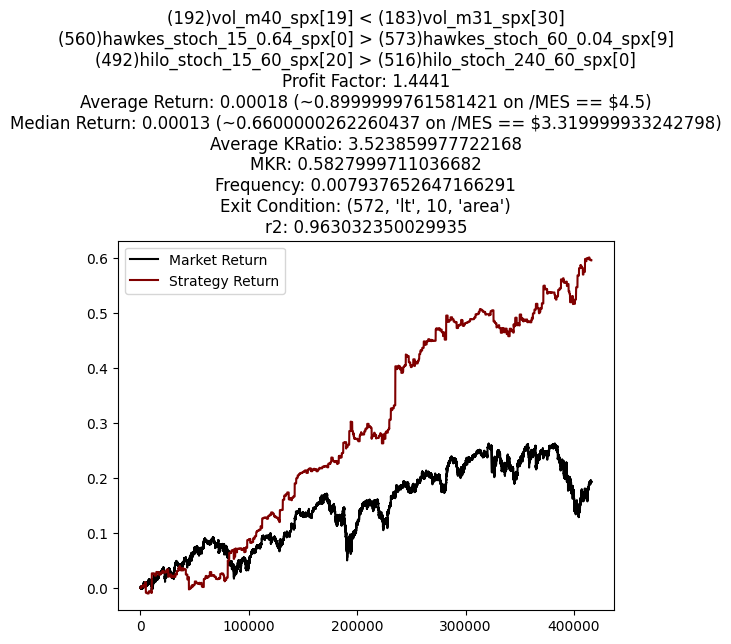 (192)vol_m40_spx[19] < (183)vol_m31_spx[30]
(560)hawkes_stoch_15_0.64_spx[0] > (573)hawkes_stoch_60_0.04_spx[9]
(492)hilo_stoch_15_60_spx[20] > (516)hilo_stoch_240_60_spx[0]
Profit Factor: 1.4441
Average Return: 0.00018 (~0.8999999761581421 on /MES == $4.5)
Median Return: 0.00013 (~0.6600000262260437 on /MES == $3.319999933242798)
Average KRatio: 3.523859977722168
MKR: 0.5827999711036682
Frequency: 0.007937652647166291
Exit Condition: (572, 'lt', 10, 'area')
r2: 0.963032350029935
Market Return
Strategy Return
0.6
0.5
0.4
0.3
0.2
0.1
0.0
0 100000 200000 300000 400000